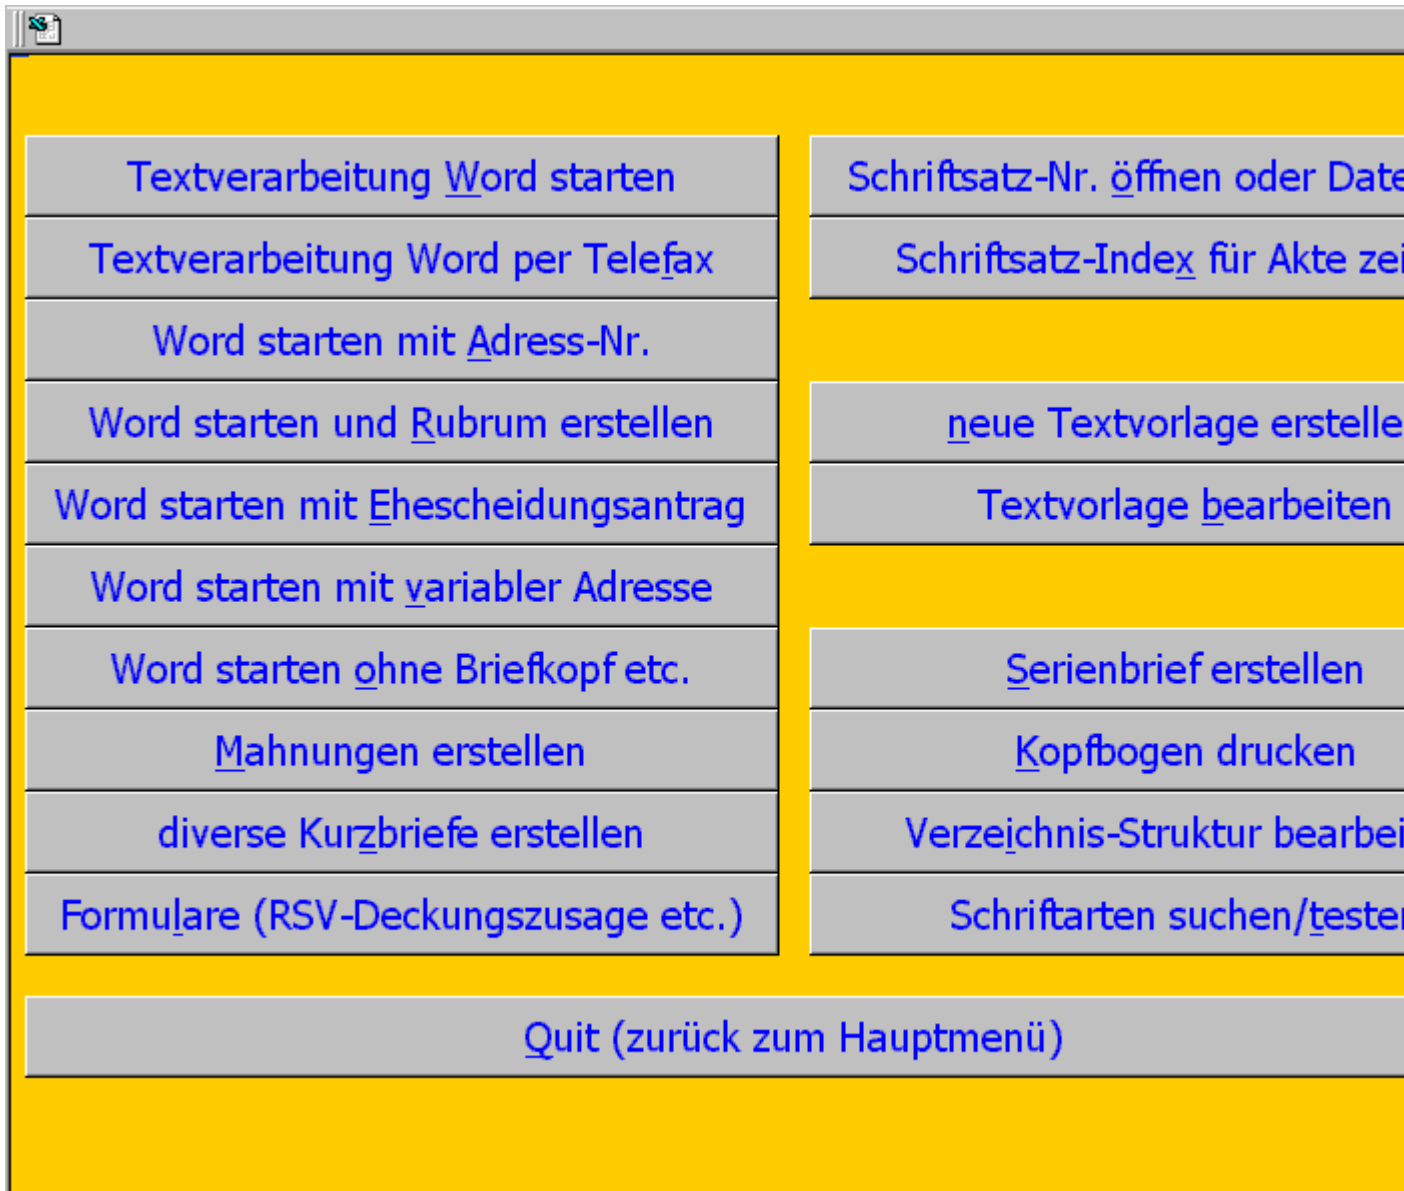 Textverarbeitung Word starten
Textverarbeitung Word per Telefax
Word starten mit Adress-Nr.
Word starten und Rubrum erstellen
Word starten mit Ehescheidungsantrag
Word starten mit variabler Adresse
Word starten ohne Briefkopf etc.
Mahnungen erstellen
diverse Kurzbriefe erstellen
Formulare (RSV-Deckungszusage etc.)
Schriftsatz-Nr. öffnen oder
Schriftsatz-Index für Akte
neue Textvorlage
Textvorlage bearbeiten
Serienbrief erstellen
Kopfbogen drucken
Verzeichnis-Struktur
Schriftarten
Quit (zurück zum Hauptmenü)